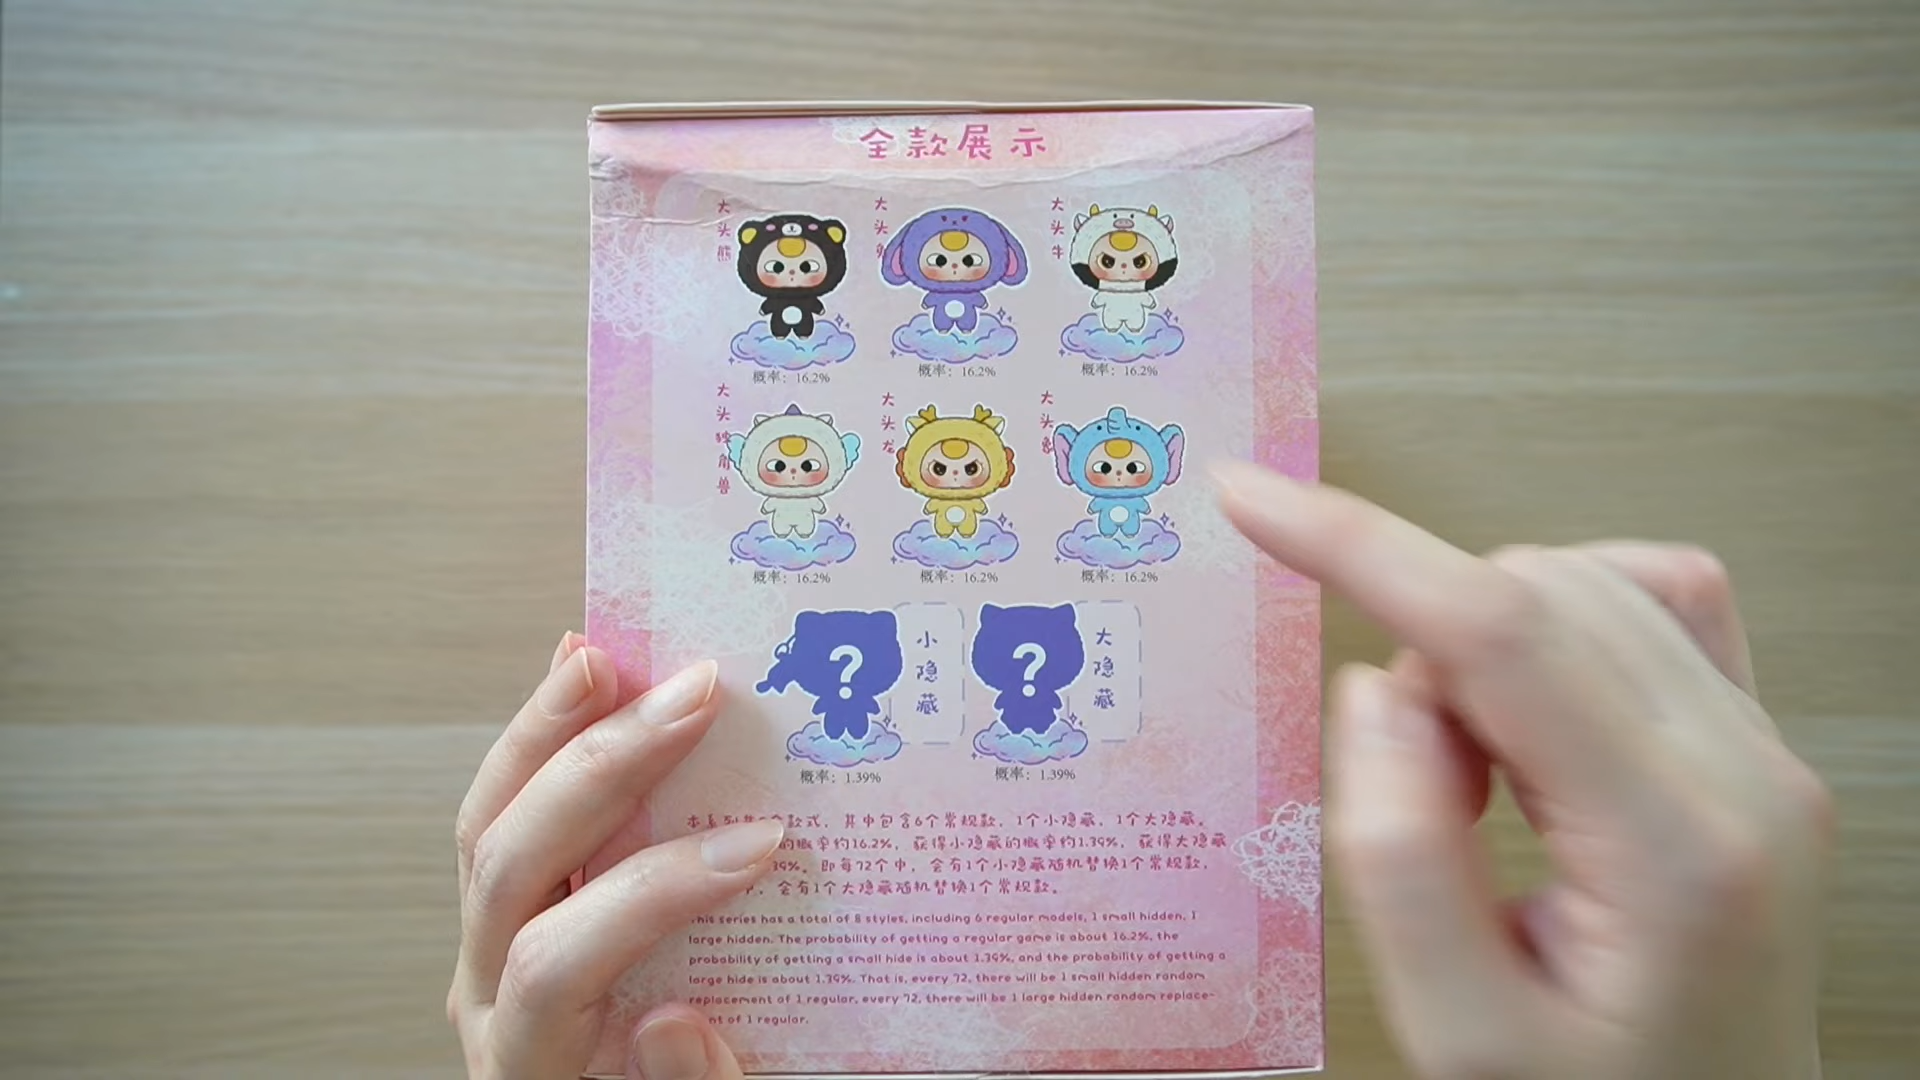 全款展示
大头熊
大头
大头牛
概率：16.2%
概率：16.2%
概率：16.2%
大头独角兽
大头龙
大头象
概率：16.2%
概率：16.2%
概率：16.2%
?
小隐藏
?
大隐藏
概率：1.39%
概率：1.39%
本系列共8个款式，其中包含6个常规款，1个小隐藏，1个大隐藏。
的概率约16.2%，获得小隐藏的概率约1.39%，获得大隐藏
39%。即每72个中，会有1个小隐藏随机替换1个常规款，
中，会有1个大隐藏随机替换1个常规款。
This series has a total of 8 styles, including 6 regular models, 1 small hidden, 1
large hidden. The probability of getting a regular game is about 16.2%, the
probability of getting a small hide is about 1.39%, and the probability of getting a
large hide is about 1.39%. That is, every 72, there will be 1 small hidden random
replacement of 1 regular, every 72, there will be 1 large hidden random replace-
nt of 1 regular.